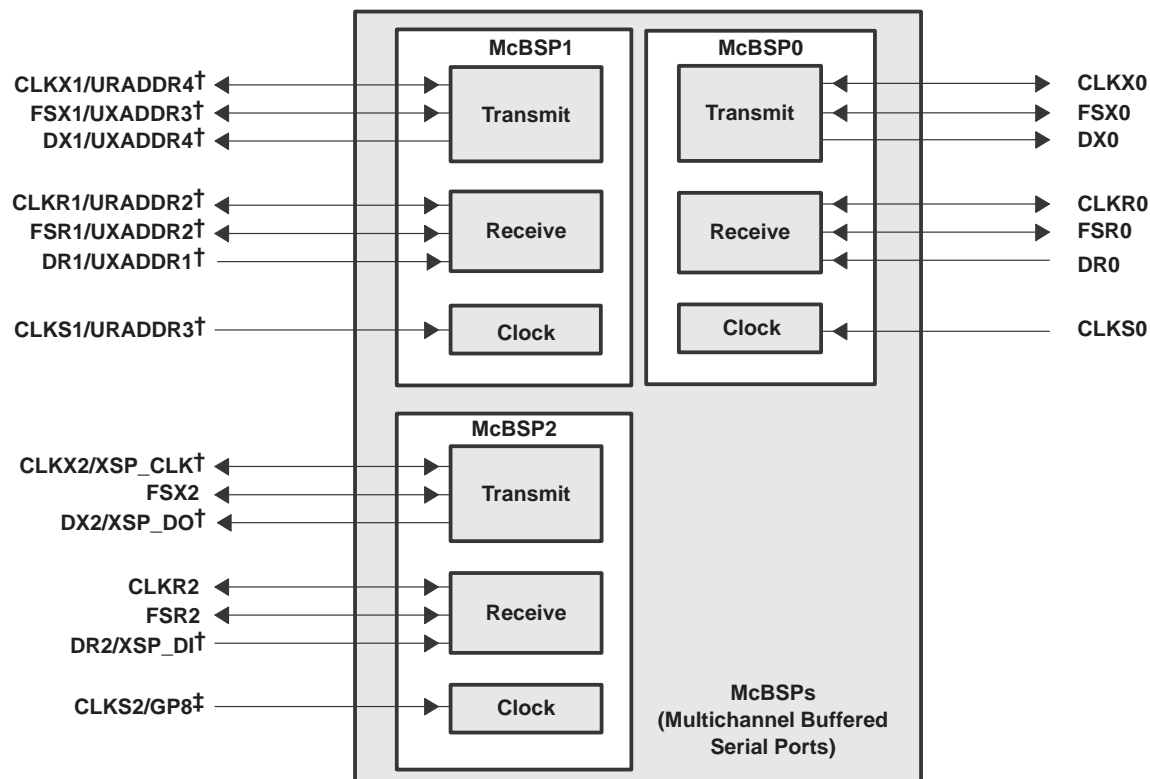 McBSP1
CLKX1/URADDR4†
FSX1/UXADDR3†
DX1/UXADDR4†
Transmit
CLKR1/URADDR2†
FSR1/UXADDR2†
DR1/UXADDR1†
Receive
CLKS1/URADDR3†
Clock
McBSP0
Transmit
CLKX0
FSX0
DX0
Receive
CLKR0
FSR0
DR0
Clock
CLKS0
McBSP2
CLKX2/XSP_CLK†
FSX2
DX2/XSP_DO†
Transmit
CLKR2
FSR2
DR2/XSP_DI†
Receive
CLKS2/GP8‡
Clock
McBSPs
(Multichannel Buffered
Serial Ports)